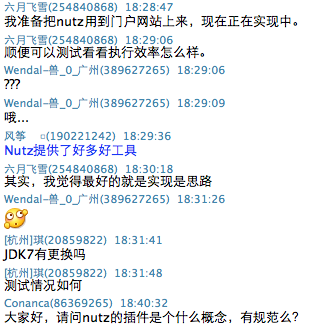 六月飞雪(254840868)  18:28:47
我准备把nutz用到门户网站上来，现在正在实现中。
六月飞雪(254840868)  18:29:06
顺便可以测试看看执行效率怎么样。
Wendal-兽_0_广州(389627265)  18:29:06
???
Wendal-兽_0_广州(389627265)  18:29:09
哦...
风筝    ▫(190221242)  18:29:36
Nutz提供了好多好工具
六月飞雪(254840868)  18:30:18
其实，我觉得最好的就是实现是思路
Wendal-兽_0_广州(389627265)  18:31:26
[杭州]琪(20859822)  18:31:41
JDK7有更换吗
[杭州]琪(20859822)  18:31:48
测试情况如何
Conanca(86369265)  18:40:32
大家好，请问nutz的插件是个什么概念，有规范么?